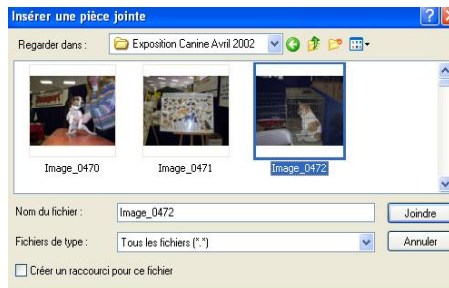 Insérer une pièce jointe
Regarder dans :
Exposition Canine Avril 2002
Image_0470
Image_0471
Image_0472
Nom du fichier :
Image_0472
Joindre
Fichiers de type :
Tous les fichiers (*.*)
Annuler
Créer un raccourci pour ce fichier